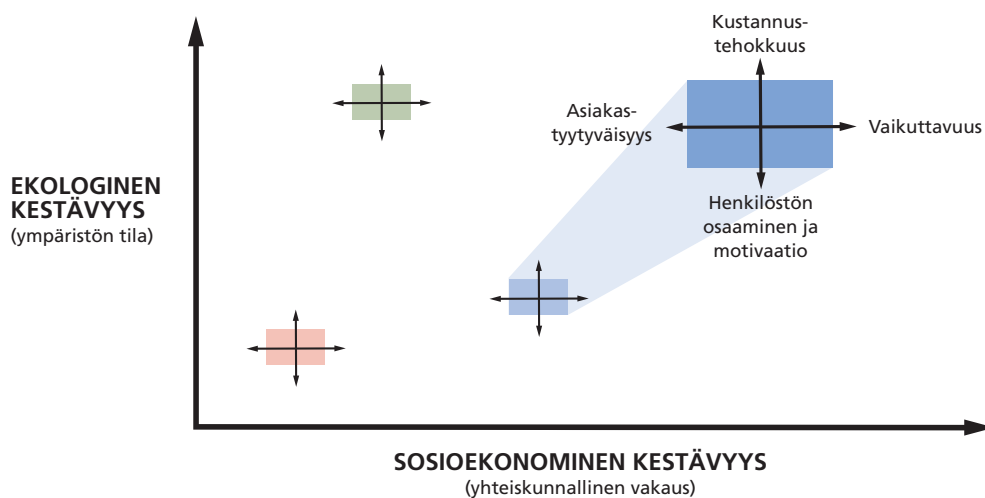 Kustannus-
tehokkuus
Asiakas-
tyytyväisyys
Vaikuttavuus
EKOLOGINEN
KESTÄVYYS
(ympäristön tila)
Henkilöstön
osaaminen ja
motivaatio
SOSIOEKONOMINEN KESTÄVYYS
(yhteiskunnallinen vakaus)